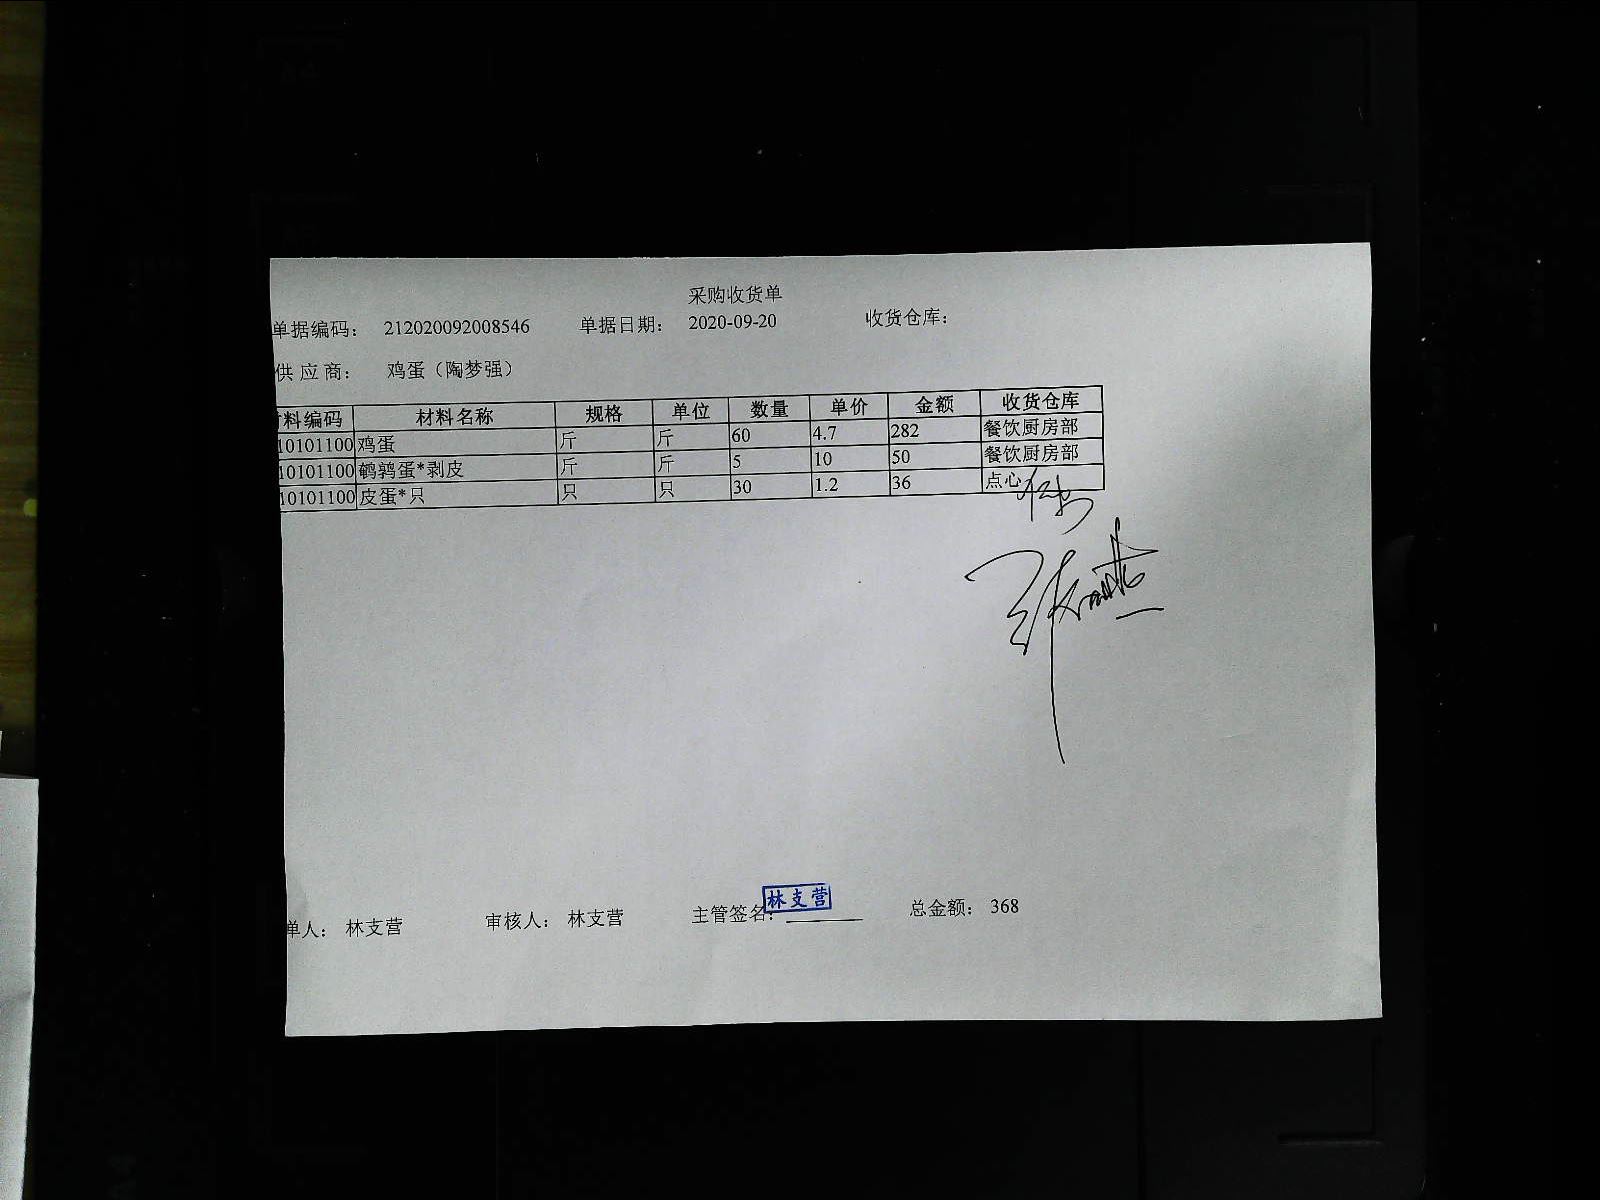 采购收货单
单据编码： 212020092008546 单据日期： 2020-09-20 收货仓库：
供应商： 鸡蛋（陶梦强）
料编码 材料名称 规格 单位 数量 单价 金额 收货仓库
10101100 鸡蛋 斤 斤 60 4.7 282 餐饮厨房部
10101100 鹌鹑蛋*剥皮 斤 斤 5 10 50 餐饮厨房部
10101100 皮蛋*只 只 只 30 1.2 36 点心
林支营
单人： 林支营 审核人： 林支营 主管签名： 总金额： 368